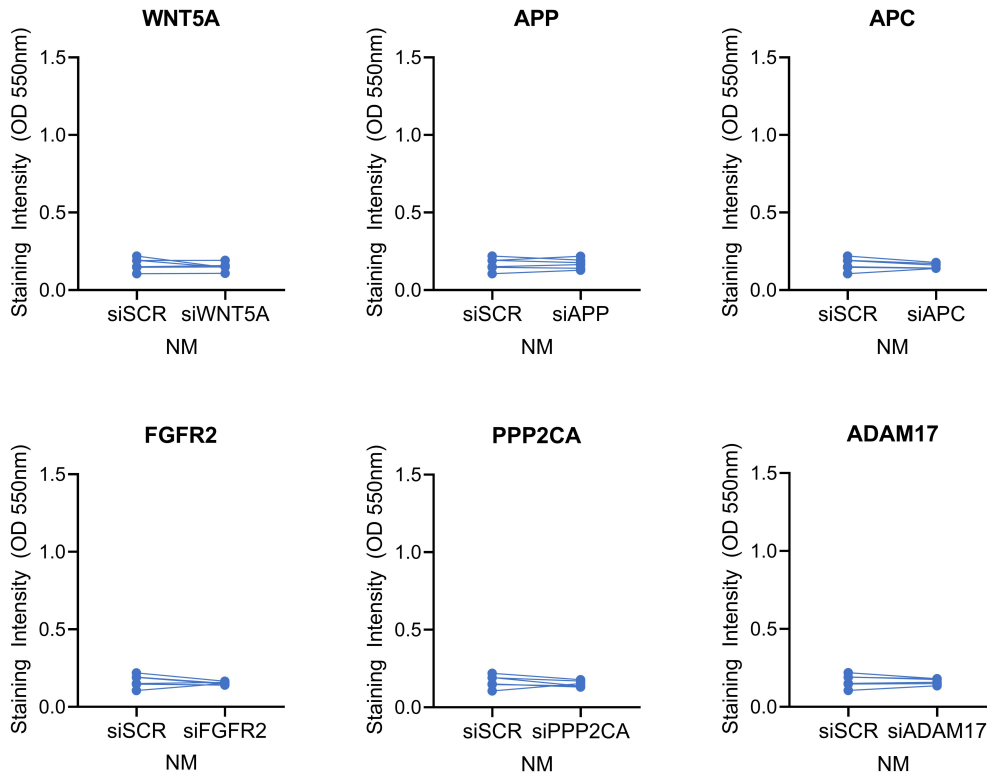 WNT5A
Staining Intensity (OD 550nm)
1.5
1.0
0.5
0.0
siSCR siWNT5A
NM
APP
Staining Intensity (OD 550nm)
1.5
1.0
0.5
0.0
siSCR siAPP
NM
APC
Staining Intensity (OD 550nm)
1.5
1.0
0.5
0.0
siSCR siAPC
NM
FGFR2
Staining Intensity (OD 550nm)
1.5
1.0
0.5
0.0
siSCR siFGFR2
NM
PPP2CA
Staining Intensity (OD 550nm)
1.5
1.0
0.5
0.0
siSCR siPPP2CA
NM
ADAM17
Staining Intensity (OD 550nm)
1.5
1.0
0.5
0.0
siSCR siADAM17
NM